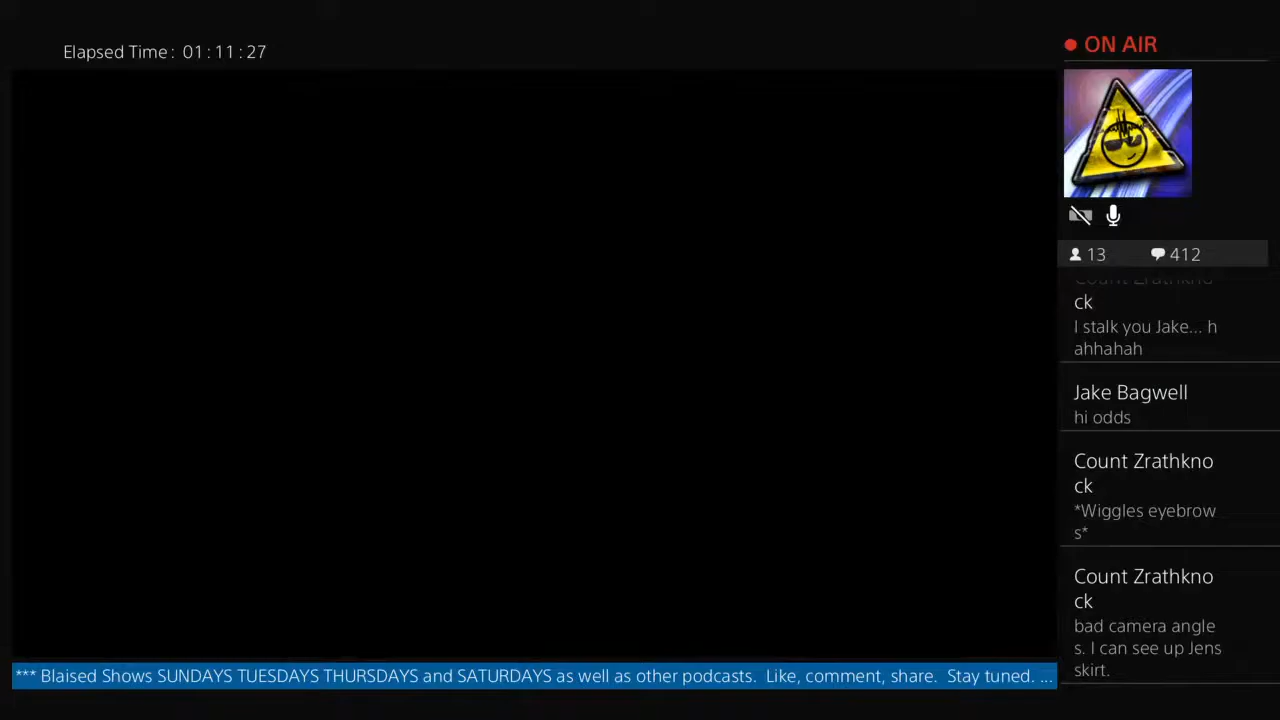 Elapsed Time: 01:11:27
ON AIR
13 412
Count Zrathkno
ck
I stalk you Jake... h
ahhahah
Jake Bagwell
hi odds
Count Zrathkno
ck
*Wiggles eyebrow
s*
Count Zrathkno
ck
bad camera angle
s. I can see up Jens
skirt.
*** Blaised Shows SUNDAYS TUESDAYS THURSDAYS and SATURDAYS as well as other podcasts. Like, comment, share. Stay tuned. ...